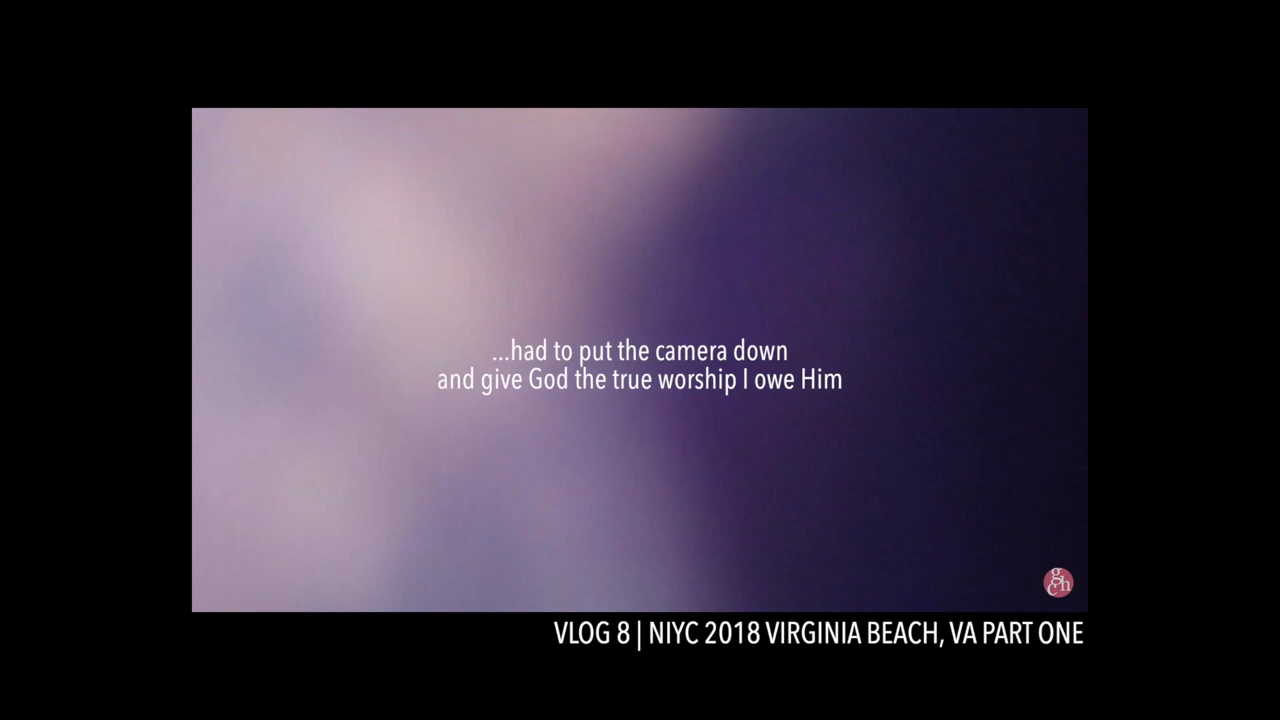 ...had to put the camera down
and give God the true worship I owe Him
gch
VLOG 8 | NIYC 2018 VIRGINIA BEACH, VA PART ONE